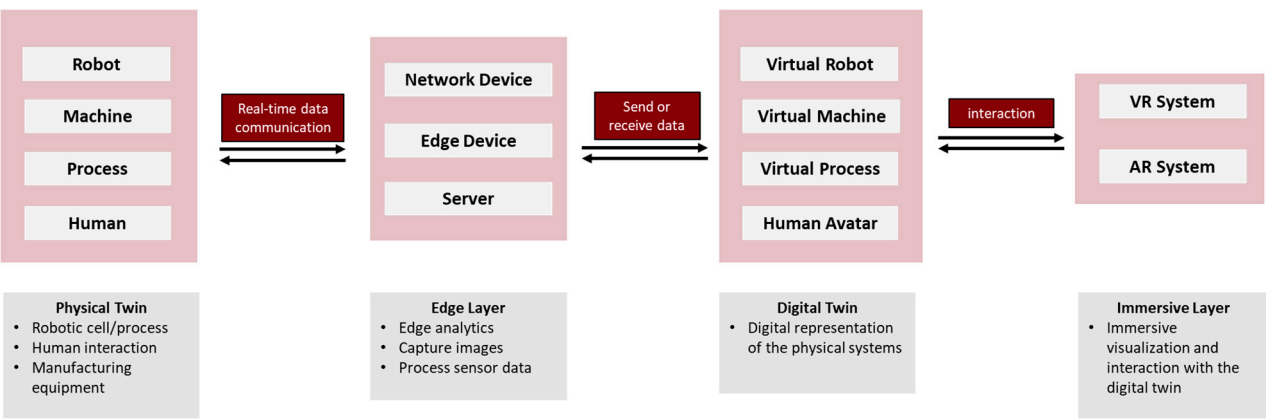 Robot
Machine
Process
Human
Real-time data
communication
Network Device
Edge Device
Server
Send or
receive data
Virtual Robot
Virtual Machine
Virtual Process
Human Avatar
interaction
VR System
AR System
Physical Twin
• Robotic cell/process
• Human interaction
• Manufacturing
equipment
Edge Layer
• Edge analytics
• Capture images
• Process sensor data
Digital Twin
• Digital representation
of the physical systems
Immersive Layer
• Immersive
visualization and
interaction with the
digital twin